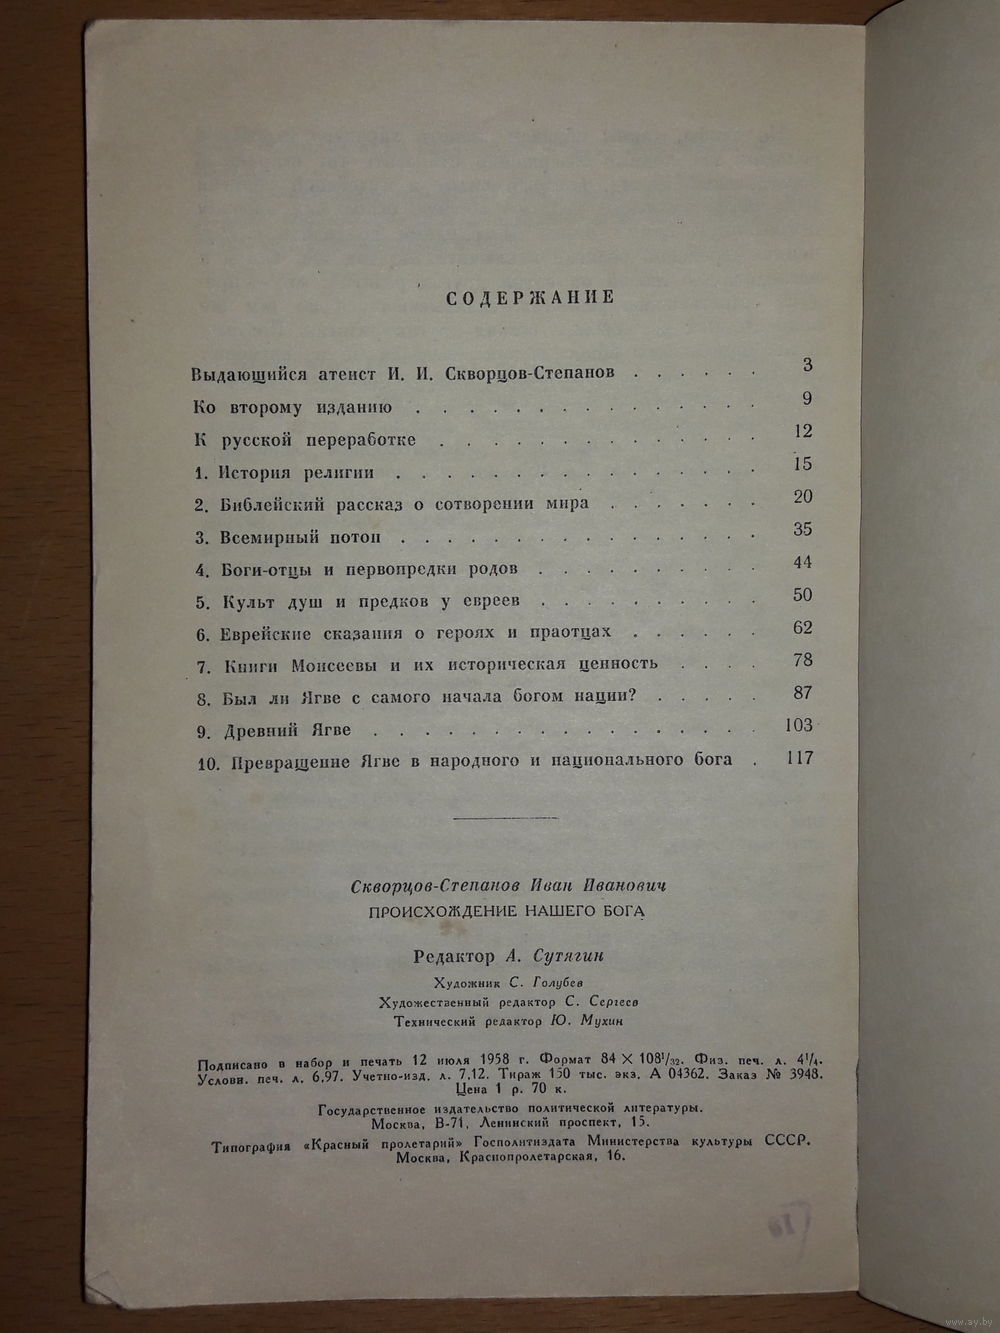 СОДЕРЖАНИЕ
Выдающийся атеист И. И. Скворцов-Степанов . . . . . . 3
Ко второму изданию . . . . . . . . . . . . . . 9
К русской переработке . . . . . . . . . . . . . 12
1. История религии . . . . . . . . . . . . . . 15
2. Библейский рассказ о сотворении мира . . . . . . . 20
3. Всемирный потоп . . . . . . . . . . . . . . 35
4. Боги-отцы и первопредки родов . . . . . . . . . 44
5. Культ душ и предков у евреев . . . . . . . . . 50
6. Еврейские сказания о героях и праотцах . . . . . . 62
7. Книги Моисеевы и их историческая ценность . . . . 78
8. Был ли Ягве с самого начала богом нации? . . . . . 87
9. Древний Ягве . . . . . . . . . . . . . . . 103
10. Превращение Ягве в народного и национального бога . 117
Скворцов-Степанов Иван Иванович
ПРОИСХОЖДЕНИЕ НАШЕГО БОГА
Редактор А. Сутягин
Художник С. Голубев
Художественный редактор С. Сергеев
Технический редактор Ю. Мухин
Подписано в набор и печать 12 июля 1958 г. Формат 84 × 108¹/₃₂. Физ. печ. л. 4¹/₄.
Условн. печ. л. 6,97. Учетно-изд. л. 7,12. Тираж 150 тыс. экз. А 04362. Заказ № 3948.
Цена 1 р. 70 к.
Государственное издательство политической литературы.
Москва, В-71, Ленинский проспект, 15.
Типография «Красный пролетарий» Госполитиздата Министерства культуры СССР.
Москва, Краснопролетарская, 16.
www.ay.by